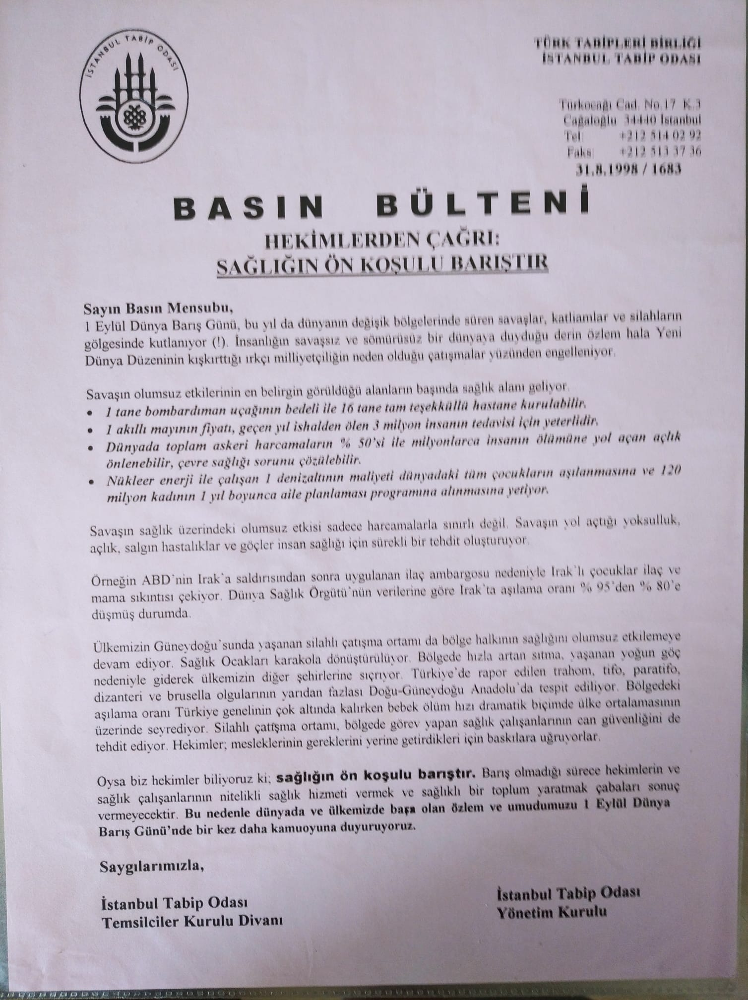 İSTANBUL TABİP ODASI
TÜRK TABİPLERİ BİRLİĞİ
İSTANBUL TABİP ODASI
Türkocağı Cad. No.17 K.3
Cağaloğlu 34440 İstanbul
Tel: +212 514 02 92
Faks: +212 513 37 36
31.8.1998 / 1683
BASIN BÜLTENİ
HEKİMLERDEN ÇAĞRI:
SAĞLIĞIN ÖN KOŞULU BARIŞTIR
Sayın Basın Mensubu,
1 Eylül Dünya Barış Günü, bu yıl da dünyanın değişik bölgelerinde süren savaşlar, katliamlar ve silahların
gölgesinde kutlanıyor (!). İnsanlığın savaşsız ve sömürüsüz bir dünyaya duyduğu derin özlem hala Yeni
Dünya Düzeninin kışkırttığı ırkçı milliyetçiliğin neden olduğu çatışmalar yüzünden engelleniyor.
Savaşın olumsuz etkilerinin en belirgin görüldüğü alanların başında sağlık alanı geliyor.
• 1 tane bombardıman uçağının bedeli ile 16 tane tam teşekküllü hastane kurulabilir.
• 1 akıllı mayının fiyatı, geçen yıl ishalden ölen 3 milyon insanın tedavisi için yeterlidir.
• Dünyada toplam askeri harcamaların % 50'si ile milyonlarca insanın ölümüne yol açan açlık
önlenebilir, çevre sağlığı sorunu çözülebilir.
• Nükleer enerji ile çalışan 1 denizaltının maliyeti dünyadaki tüm çocukların aşılanmasına ve 120
milyon kadının 1 yıl boyunca aile planlaması programına alınmasına yetiyor.
Savaşın sağlık üzerindeki olumsuz etkisi sadece harcamalarla sınırlı değil. Savaşın yol açtığı yoksulluk,
açlık, salgın hastalıklar ve göçler insan sağlığı için sürekli bir tehdit oluşturuyor.
Örneğin ABD'nin Irak'a saldırısından sonra uygulanan ilaç ambargosu nedeniyle Irak'lı çocuklar ilaç ve
mama sıkıntısı çekiyor. Dünya Sağlık Örgütü'nün verilerine göre Irak'ta aşılama oranı % 95'den % 80'e
düşmüş durumda.
Ülkemizin Güneydoğu'sunda yaşanan silahlı çatışma ortamı da bölge halkının sağlığını olumsuz etkilemeye
devam ediyor. Sağlık Ocakları karakola dönüştürülüyor. Bölgede hızla artan sıtma, yaşanan yoğun göç
nedeniyle giderek ülkemizin diğer şehirlerine sıçrıyor. Türkiye'de rapor edilen trahom, tifo, paratifo,
dizanteri ve brusella olgularının yarıdan fazlası Doğu-Güneydoğu Anadolu'da tespit ediliyor. Bölgedeki
aşılama oranı Türkiye genelinin çok altında kalırken bebek ölüm hızı dramatik biçimde ülke ortalamasının
üzerinde seyrediyor. Silahlı çatışma ortamı, bölgede görev yapan sağlık çalışanlarının can güvenliğini de
tehdit ediyor. Hekimler; mesleklerinin gereklerini yerine getirdikleri için baskılara uğruyorlar.
Oysa biz hekimler biliyoruz ki; sağlığın ön koşulu barıştır. Barış olmadığı sürece hekimlerin ve
sağlık çalışanlarının nitelikli sağlık hizmeti vermek ve sağlıklı bir toplum yaratmak çabaları sonuç
vermeyecektir. Bu nedenle dünyada ve ülkemizde barışa olan özlem ve umudumuzu 1 Eylül Dünya
Barış Günü'nde bir kez daha kamuoyuna duyuruyoruz.
Saygılarımızla,
İstanbul Tabip Odası
Temsilciler Kurulu Divanı
İstanbul Tabip Odası
Yönetim Kurulu